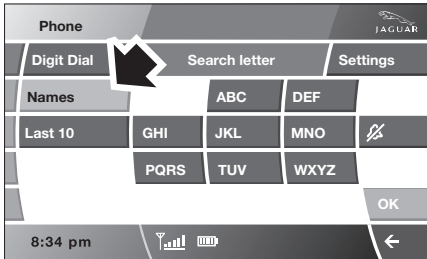 Phone
JAGUAR
Digit Dial Search letter Settings
Names ABC DEF
Last 10 GHI JKL MNO
PQRS TUV WXYZ
OK
8:34 pm